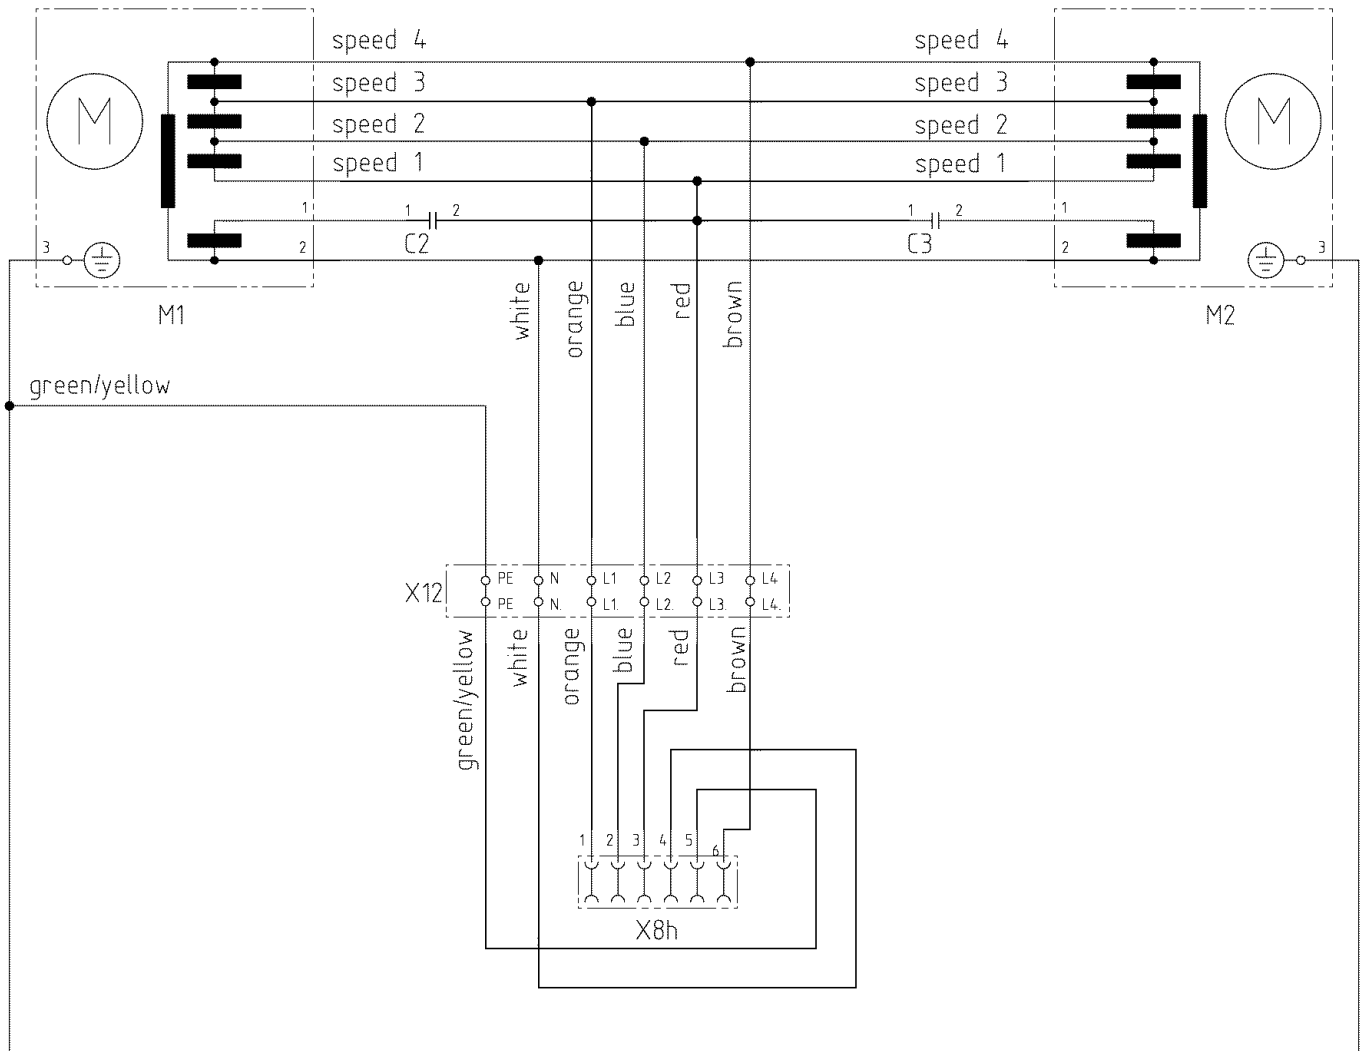 speed 4 speed 4
M speed 3 speed 3 M
speed 2 speed 2
speed 1 speed 1
1 1 2 1 2 1
C2 C3
3 2 2 3
M1 M2
white orange blue red brown
green/yellow
X12 PE N L1 L2 L3 L4
PE N. L1. L2. L3. L4.
green/yellow white orange blue red brown
1 2 3 4 5 6
X8h